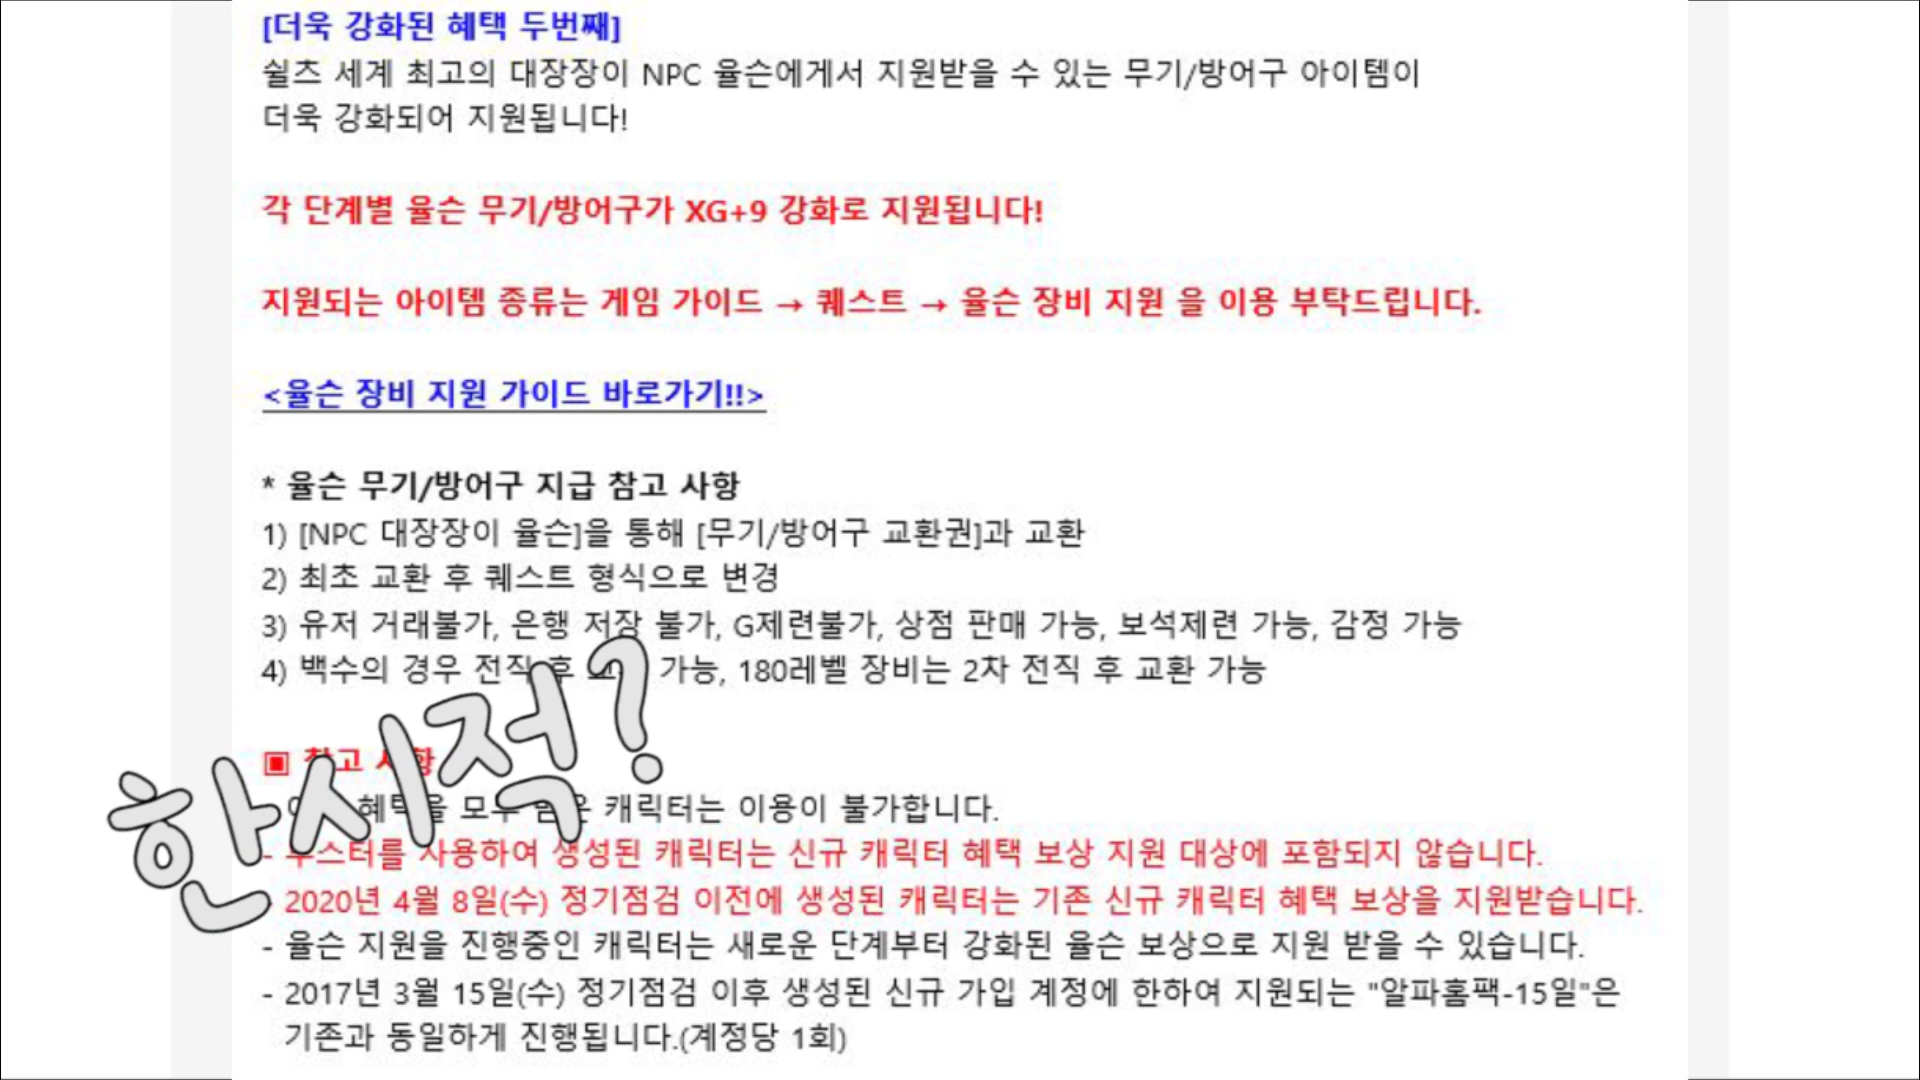 [더욱 강화된 혜택 두번째]
쉴츠 세계 최고의 대장장이 NPC 율슨에게서 지원받을 수 있는 무기/방어구 아이템이
더욱 강화되어 지원됩니다!
각 단계별 율슨 무기/방어구가 XG+9 강화로 지원됩니다!
지원되는 아이템 종류는 게임 가이드 → 퀘스트 → 율슨 장비 지원 을 이용 부탁드립니다.
<율슨 장비 지원 가이드 바로가기!!>
* 율슨 무기/방어구 지급 참고 사항
1) [NPC 대장장이 율슨]을 통해 [무기/방어구 교환권]과 교환
2) 최초 교환 후 퀘스트 형식으로 변경
3) 유저 거래불가, 은행 저장 불가, G제련불가, 상점 판매 가능, 보석제련 가능, 감정 가능
4) 백수의 경우 전직 후 가능, 180레벨 장비는 2차 전직 후 교환 가능
한시적?
▣ 참고 사항
혜택을 모두 받은 캐릭터는 이용이 불가합니다.
- 부스터를 사용하여 생성된 캐릭터는 신규 캐릭터 혜택 보상 지원 대상에 포함되지 않습니다.
- 2020년 4월 8일(수) 정기점검 이전에 생성된 캐릭터는 기존 신규 캐릭터 혜택 보상을 지원받습니다.
- 율슨 지원을 진행중인 캐릭터는 새로운 단계부터 강화된 율슨 보상으로 지원 받을 수 있습니다.
- 2017년 3월 15일(수) 정기점검 이후 생성된 신규 가입 계정에 한하여 지원되는 "알파홈팩-15일"은
기존과 동일하게 진행됩니다.(계정당 1회)